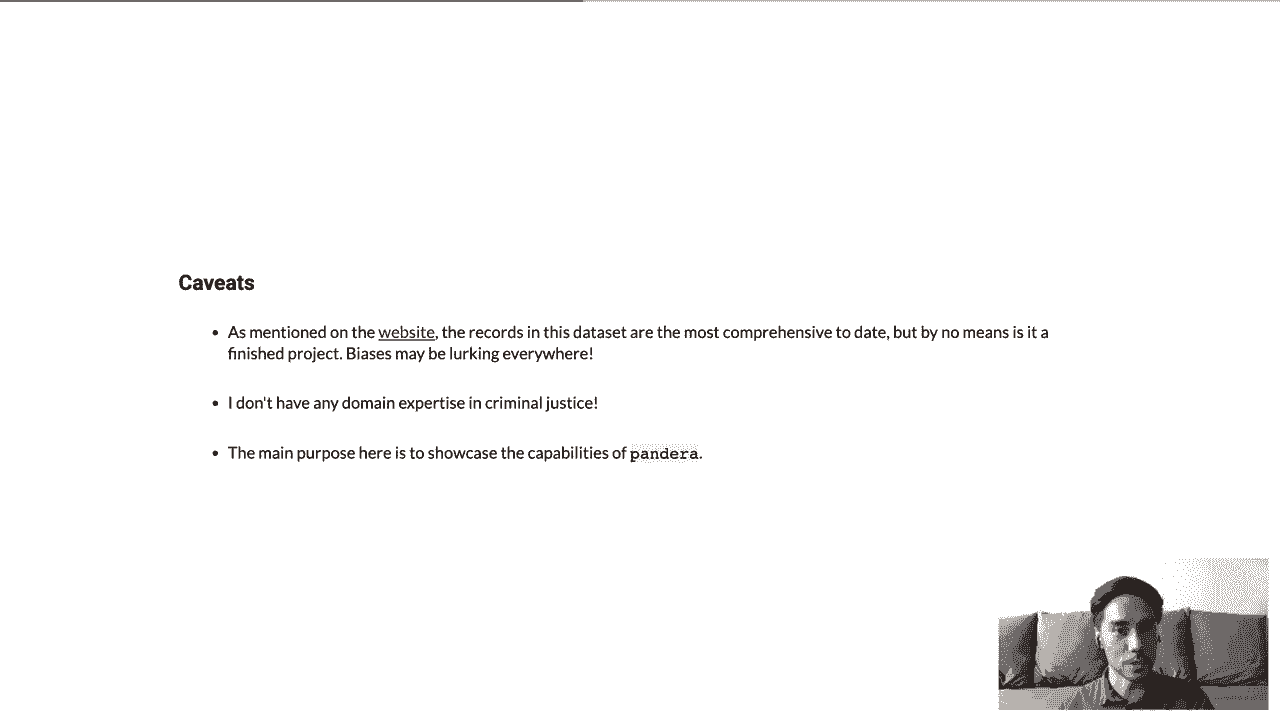 Caveats
• As mentioned on the website, the records in this dataset are the most comprehensive to date, but by no means is it a
finished project. Biases may be lurking everywhere!
• I don't have any domain expertise in criminal justice!
• The main purpose here is to showcase the capabilities of pandera.